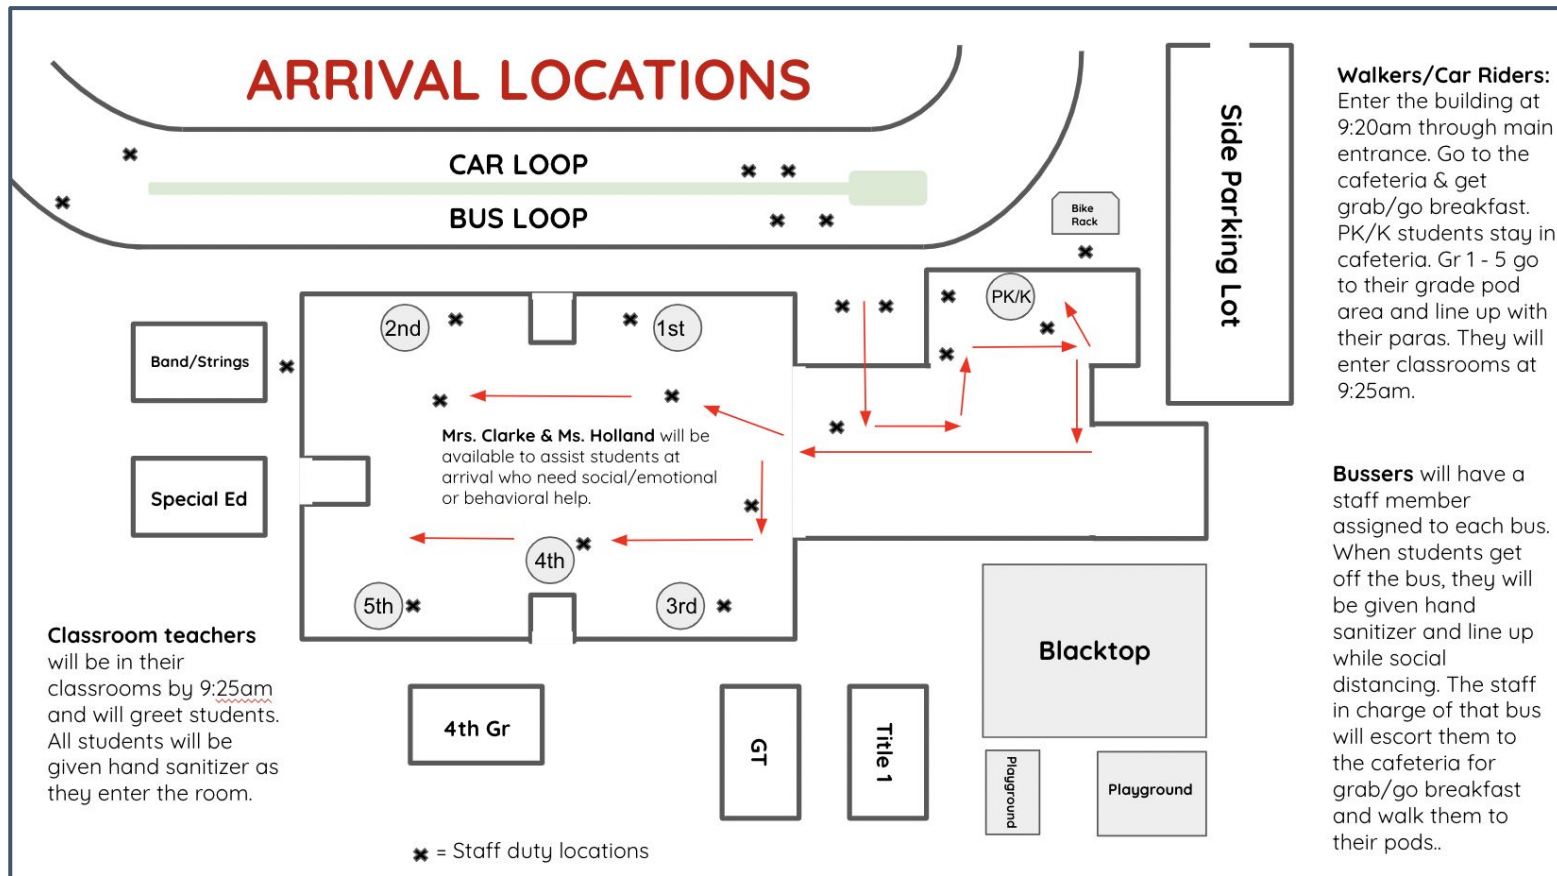 ARRIVAL LOCATIONS
CAR LOOP
BUS LOOP
Bike
Rack
Side Parking Lot
Walkers/Car Riders:
Enter the building at
9:20am through main
entrance. Go to the
cafeteria & get
grab/go breakfast.
PK/K students stay in
cafeteria. Gr 1 - 5 go
to their grade pod
area and line up with
their paras. They will
enter classrooms at
9:25am.
2nd
1st
PK/K
Band/Strings
Mrs. Clarke & Ms. Holland will be
available to assist students at
arrival who need social/emotional
or behavioral help.
Special Ed
4th
5th
3rd
Bussers will have a
staff member
assigned to each bus.
When students get
off the bus, they will
be given hand
sanitizer and line up
while social
distancing. The staff
in charge of that bus
will escort them to
the cafeteria for
grab/go breakfast
and walk them to
their pods..
Classroom teachers
will be in their
classrooms by 9:25am
and will greet students.
All students will be
given hand sanitizer as
they enter the room.
4th Gr
GT
Title 1
Blacktop
Playground
Playground
✖ = Staff duty locations